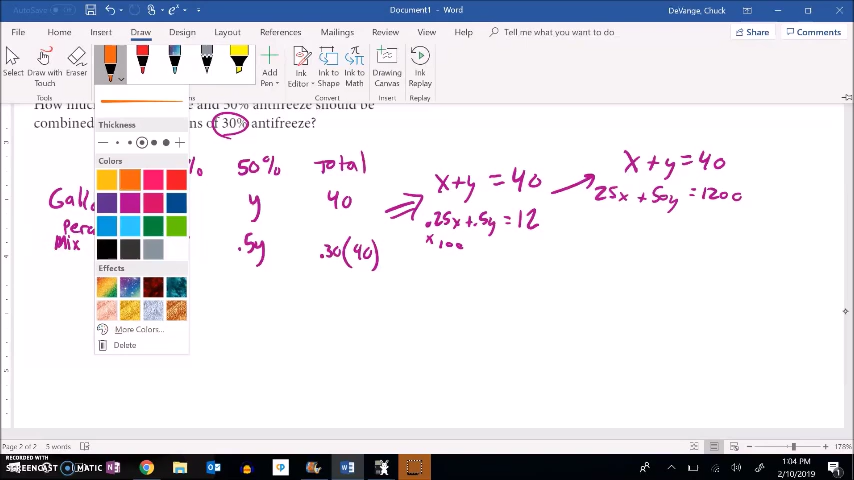 AutoSave
Document1 - Word
DeVange, Chuck
File Home Insert Draw Design Layout References Mailings Review View Help Tell me what you want to do Share Comments
Select Draw with Touch Eraser Add Pen Ink Editor Ink to Shape Ink to Math Drawing Canvas Ink Replay
Tools Convert Insert Replay
How much and 50% antifreeze should be
combined of 30% antifreeze?
Thickness
Colors
Effects
More Colors...
Delete
% 50% Total
Gall y 40
Perc
Mix .5y .30(40)
x+y = 40
.25x+.5y = 12
x 100
x+y=40
25x + 50y = 1200
Page 2 of 2 5 words 178%
RECORDED WITH
SCREENCAST MATIC
1:04 PM
2/10/2019